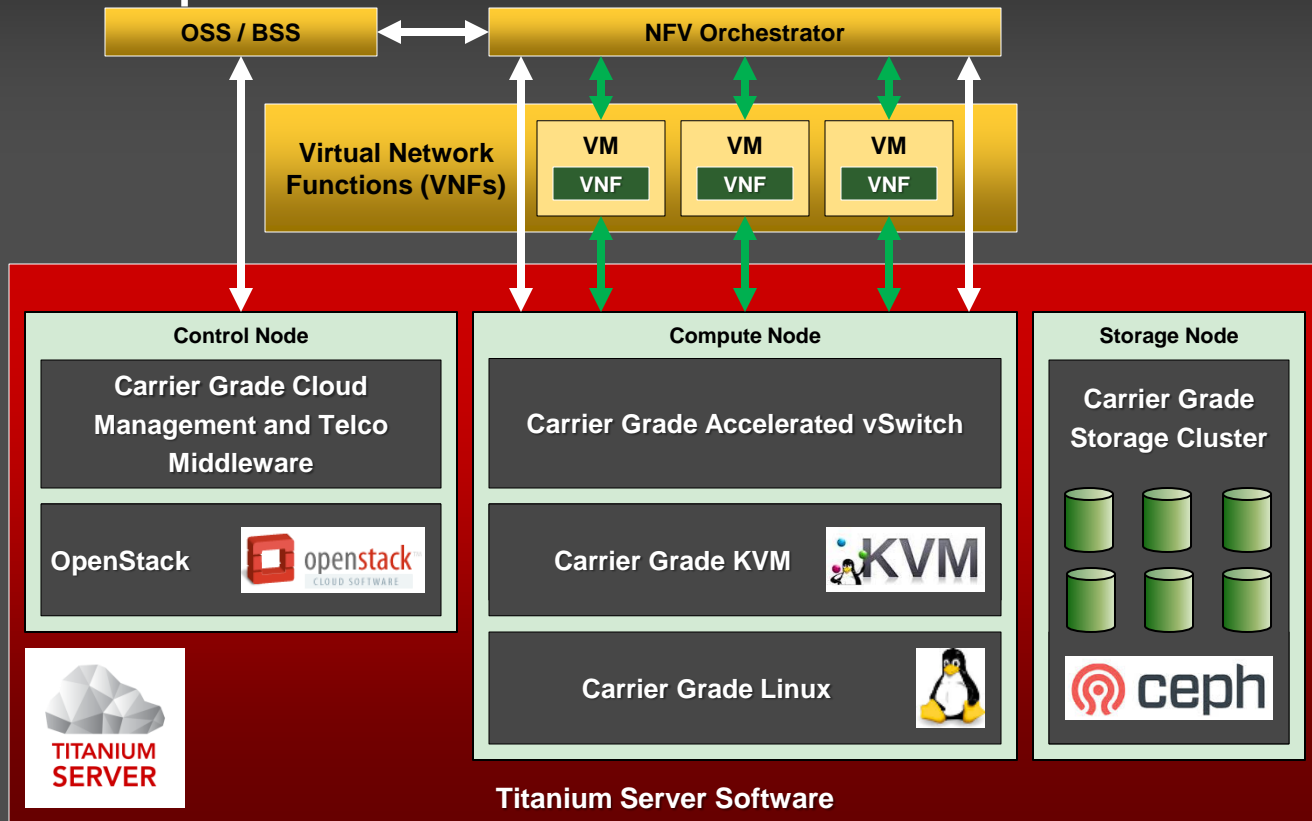 OSS / BSS
NFV Orchestrator
Virtual Network
Functions (VNFs)
VM
VNF
VM
VNF
VM
VNF
Control Node
Carrier Grade Cloud
Management and Telco
Middleware
OpenStack
openstack
CLOUD SOFTWARE
Compute Node
Carrier Grade Accelerated vSwitch
Carrier Grade KVM
KVM
Carrier Grade Linux
Storage Node
Carrier Grade
Storage Cluster
ceph
TITANIUM
SERVER
Titanium Server Software